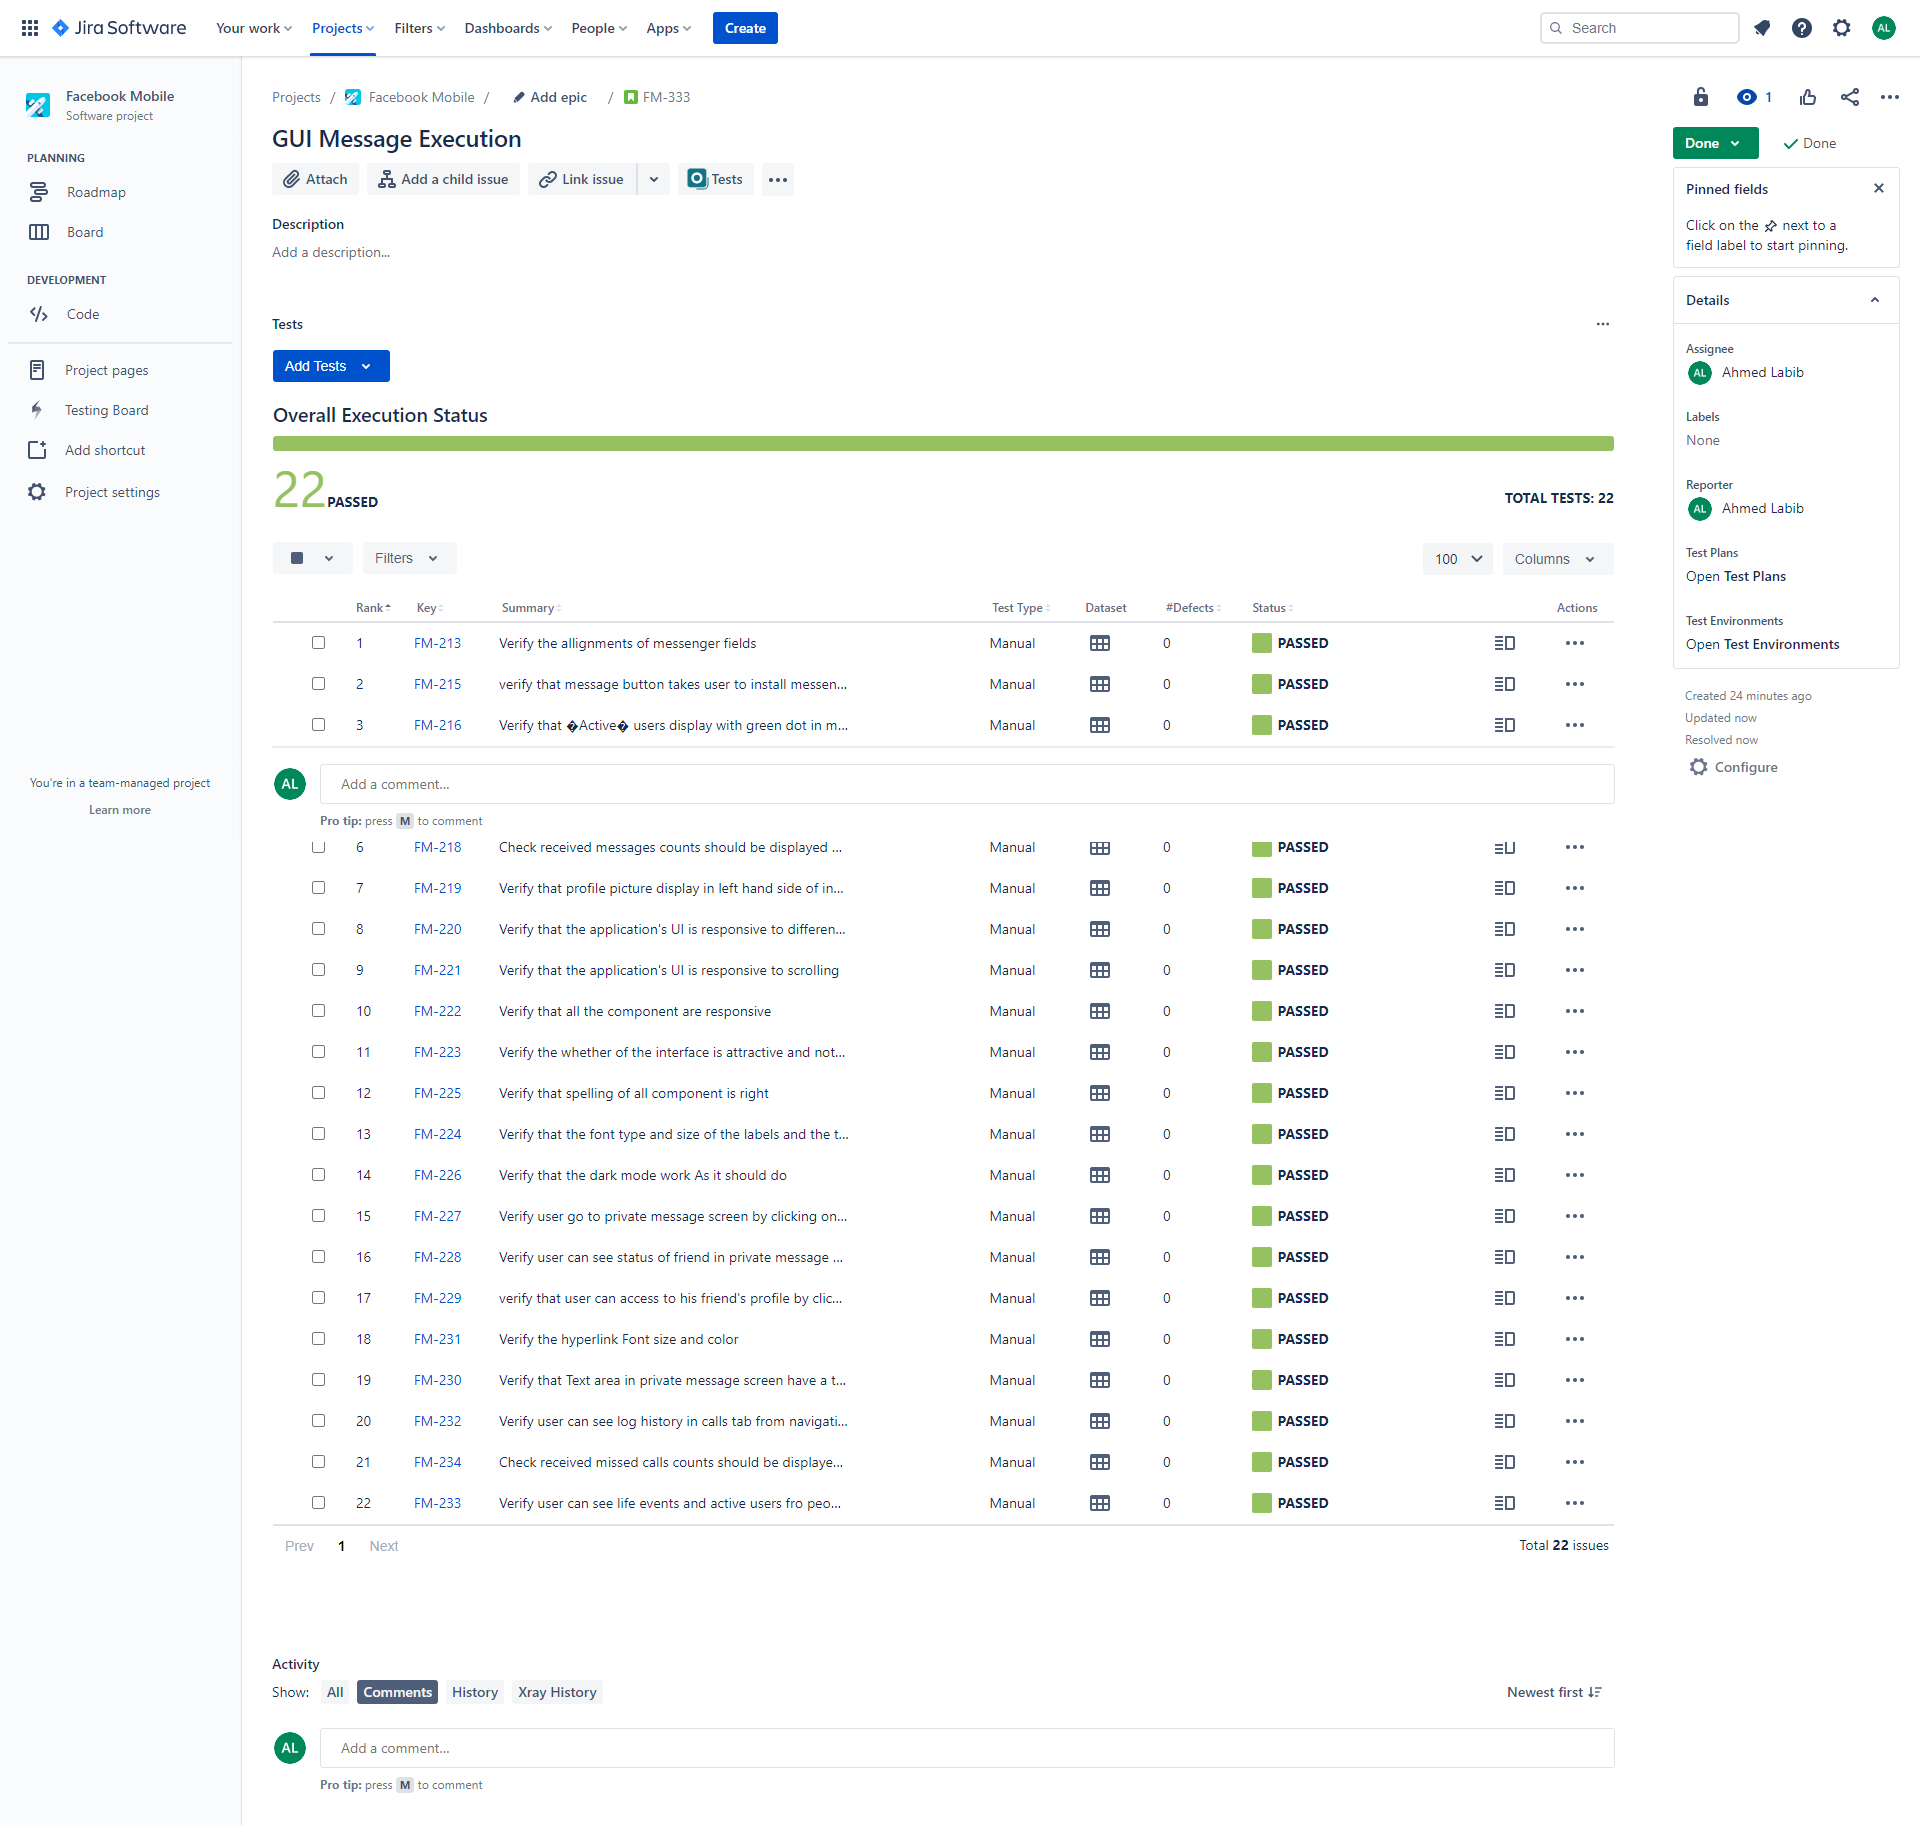 Jira Software Your work Projects Filters Dashboards People Apps Create Search AL
Facebook Mobile
Software project
PLANNING
Roadmap
Board
DEVELOPMENT
Code
Project pages
Testing Board
Add shortcut
Project settings
You're in a team-managed project
Learn more
Projects / Facebook Mobile / Add epic / FM-333
GUI Message Execution
Attach Add a child issue Link issue Tests
Description
Add a description...
Tests
Add Tests
Overall Execution Status
22 PASSED TOTAL TESTS: 22
Filters 100 Columns
Rank Key Summary Test Type Dataset #Defects Status Actions
1 FM-213 Verify the allignments of messenger fields Manual 0 PASSED
2 FM-215 verify that message button takes user to install messen... Manual 0 PASSED
3 FM-216 Verify that �Active� users display with green dot in m... Manual 0 PASSED
AL Add a comment...
Pro tip: press M to comment
6 FM-218 Check received messages counts should be displayed ... Manual 0 PASSED
7 FM-219 Verify that profile picture display in left hand side of in... Manual 0 PASSED
8 FM-220 Verify that the application's UI is responsive to differen... Manual 0 PASSED
9 FM-221 Verify that the application's UI is responsive to scrolling Manual 0 PASSED
10 FM-222 Verify that all the component are responsive Manual 0 PASSED
11 FM-223 Verify the whether of the interface is attractive and not... Manual 0 PASSED
12 FM-225 Verify that spelling of all component is right Manual 0 PASSED
13 FM-224 Verify that the font type and size of the labels and the t... Manual 0 PASSED
14 FM-226 Verify that the dark mode work As it should do Manual 0 PASSED
15 FM-227 Verify user go to private message screen by clicking on... Manual 0 PASSED
16 FM-228 Verify user can see status of friend in private message ... Manual 0 PASSED
17 FM-229 verify that user can access to his friend's profile by clic... Manual 0 PASSED
18 FM-231 Verify the hyperlink Font size and color Manual 0 PASSED
19 FM-230 Verify that Text area in private message screen have a t... Manual 0 PASSED
20 FM-232 Verify user can see log history in calls tab from navigati... Manual 0 PASSED
21 FM-234 Check received missed calls counts should be displaye... Manual 0 PASSED
22 FM-233 Verify user can see life events and active users fro peo... Manual 0 PASSED
Prev 1 Next Total 22 issues
Activity
Show: All Comments History Xray History Newest first
AL Add a comment...
Pro tip: press M to comment
1
Done Done
Pinned fields
Click on the next to a
field label to start pinning.
Details
Assignee
AL Ahmed Labib
Labels
None
Reporter
AL Ahmed Labib
Test Plans
Open Test Plans
Test Environments
Open Test Environments
Created 24 minutes ago
Updated now
Resolved now
Configure